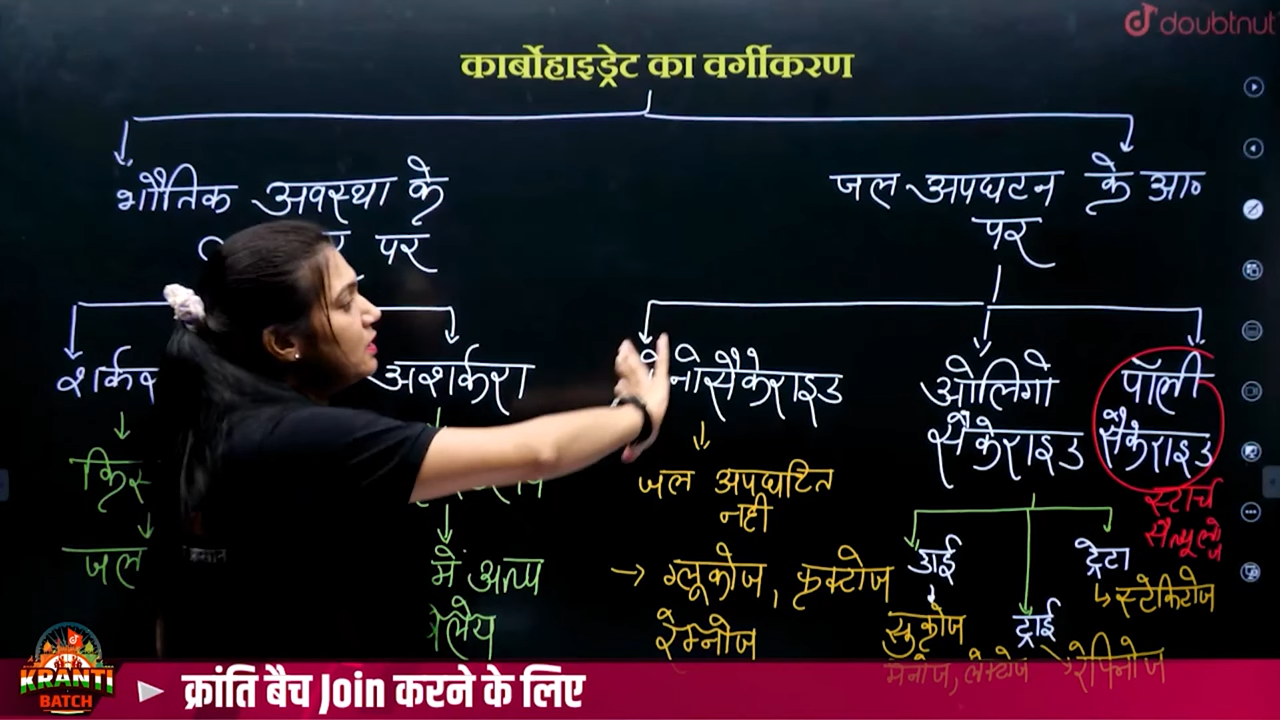 doubtnut
कार्बोहाइड्रेट का वर्गीकरण
भौतिक अवस्था के
पर
जल अपघटन के आ०
पर
अशर्करा
मोनोसैकेराइड
ओलिगो
सैकेराइड
पॉली
सैकेराइड
जल अपघटित
नही
→ ग्लूकोज, फ्रक्टोज
रेम्नोज
जल
में अल्प
डाई
सुक्रोज
ट्राई
ट्रेटा
↳ स्टेकिटोज
स्टार्च
KRANTI
BATCH
क्रांति बैच Join करने के लिए